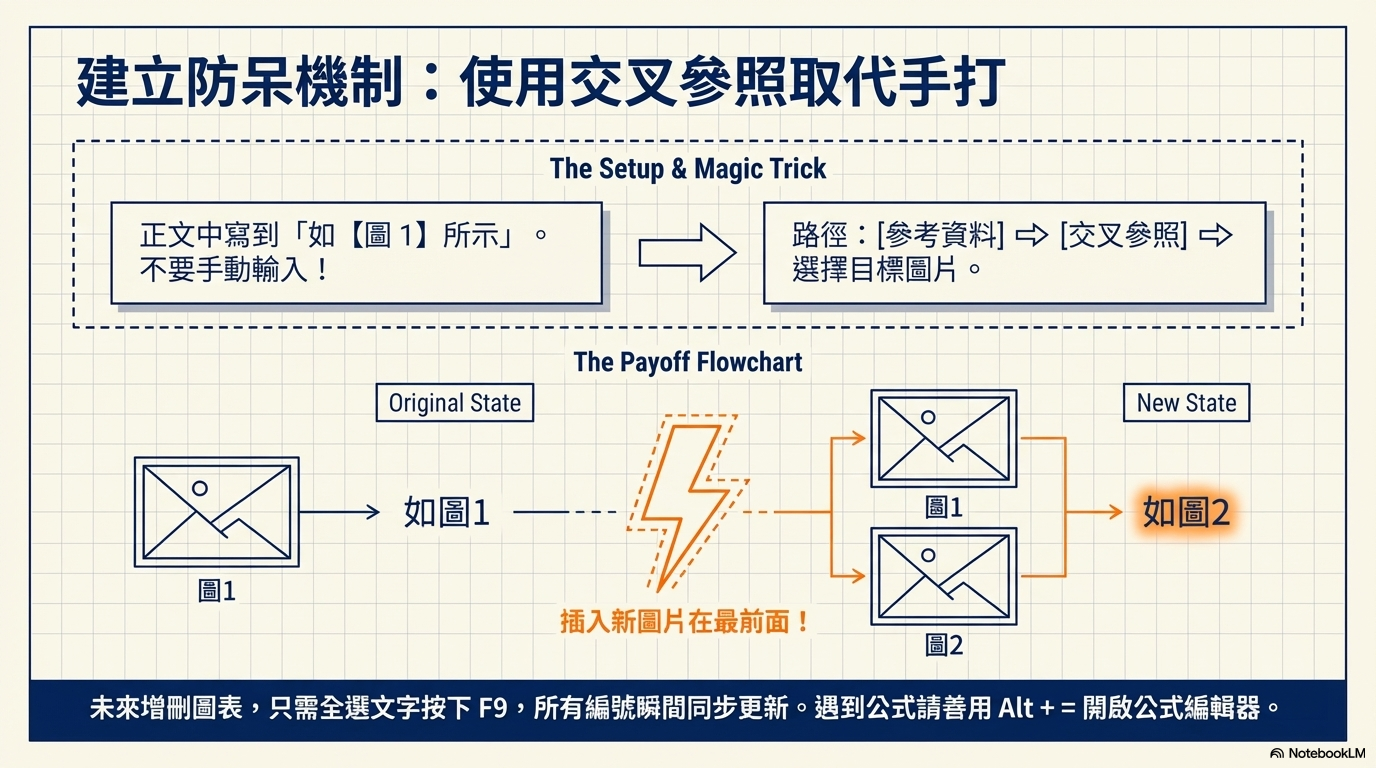 建立防呆機制：使用交叉參照取代手打
The Setup & Magic Trick
正文中寫到「如【圖 1】所示」。
不要手動輸入！
路徑：[參考資料] ⇨ [交叉參照] ⇨
選擇目標圖片。
The Payoff Flowchart
Original State
New State
圖1
如圖1
插入新圖片在最前面！
圖1
圖2
如圖2
未來增刪圖表，只需全選文字按下 F9，所有編號瞬間同步更新。遇到公式請善用 Alt + = 開啟公式編輯器。
NotebookLM